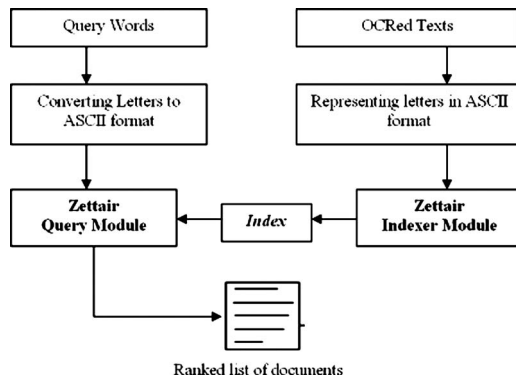 Query Words
OCRed Texts
Converting Letters to
ASCII format
Representing letters in ASCII
format
Zettair
Query Module
Index
Zettair
Indexer Module
Ranked list of documents